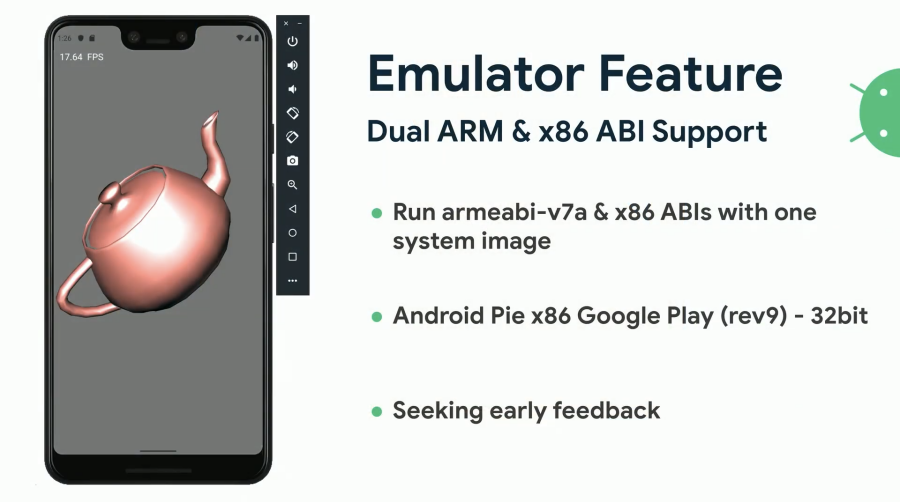 1:26
17.64 FPS
Emulator Feature
Dual ARM & x86 ABI Support
Run armeabi-v7a & x86 ABIs with one
system image
Android Pie x86 Google Play (rev9) - 32bit
Seeking early feedback